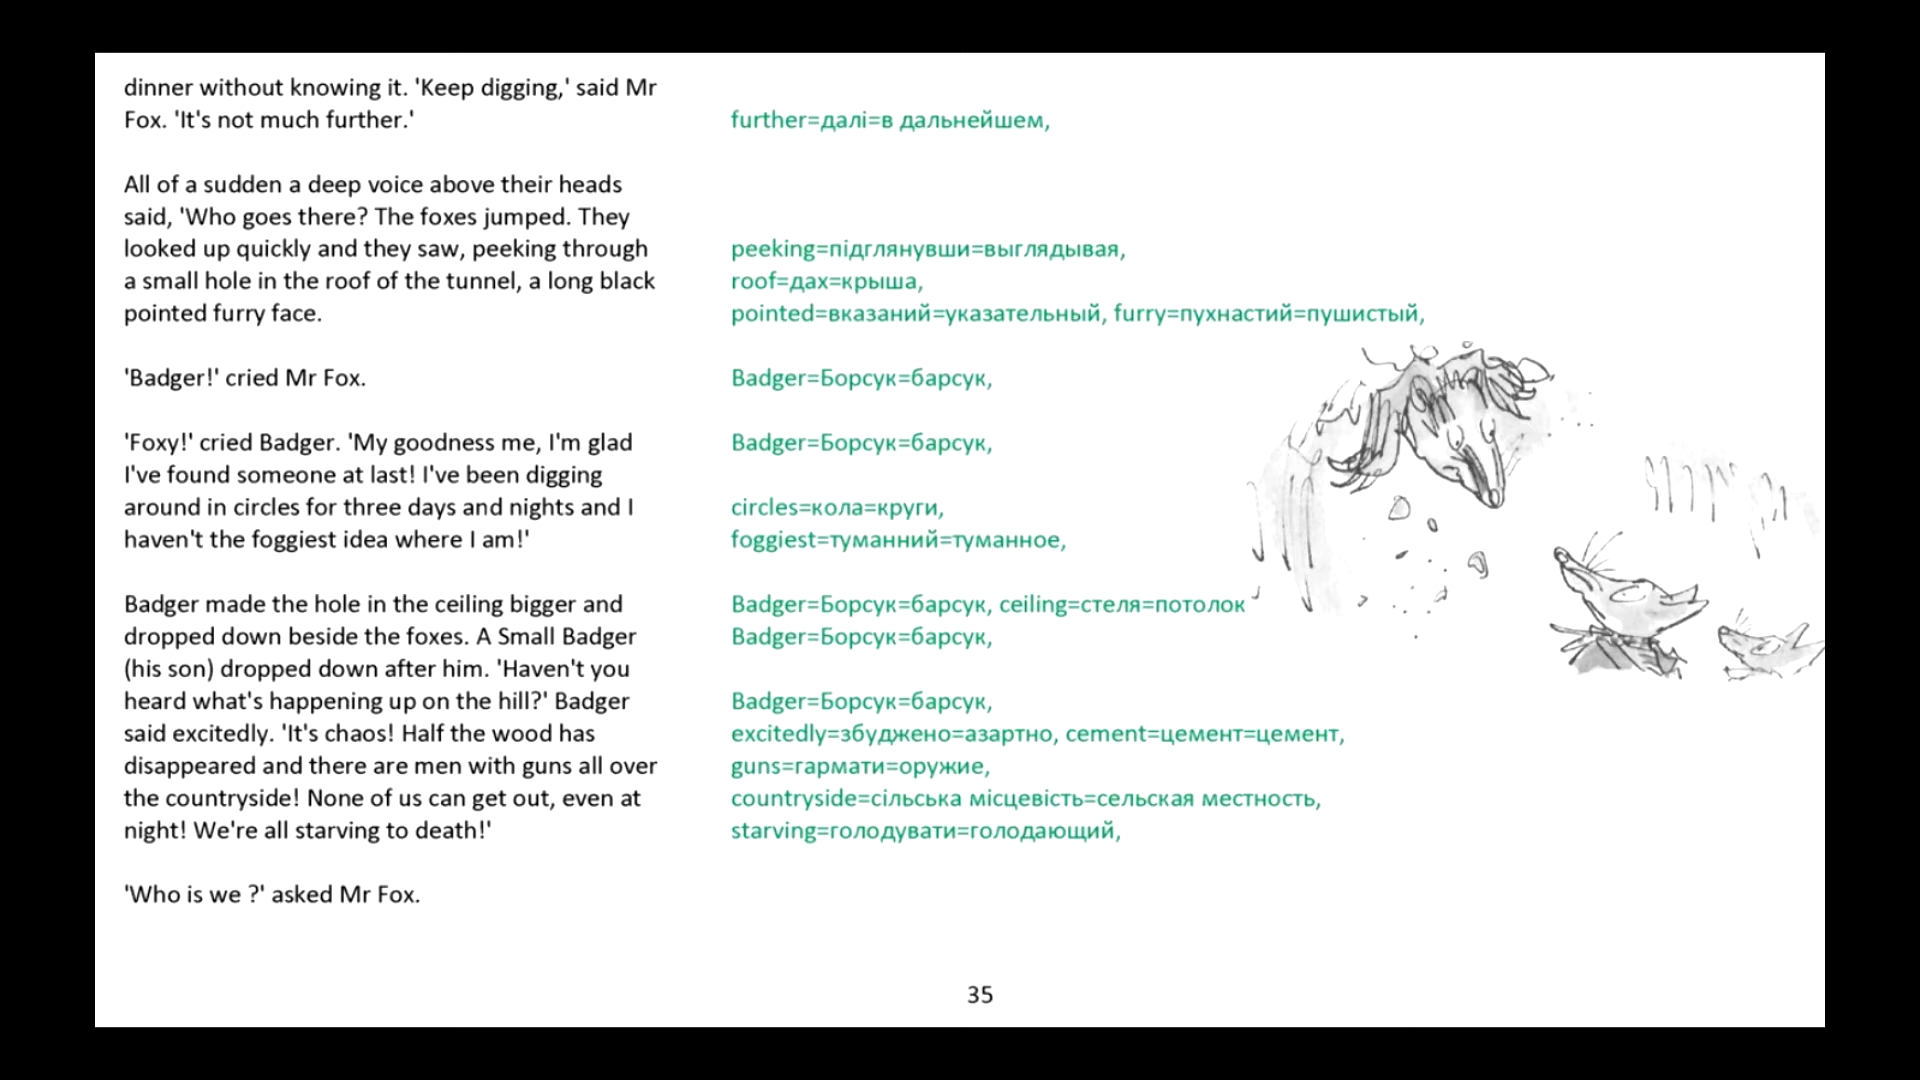 dinner without knowing it. 'Keep digging,' said Mr
Fox. 'It's not much further.'
further=далі=в дальнейшем,
All of a sudden a deep voice above their heads
said, 'Who goes there? The foxes jumped. They
looked up quickly and they saw, peeking through
peeking=підглянувши=выглядывая,
a small hole in the roof of the tunnel, a long black
roof=дах=крыша,
pointed furry face.
pointed=вказаний=указательный, furry=пухнастий=пушистый,
'Badger!' cried Mr Fox.
Badger=Борсук=барсук,
'Foxy!' cried Badger. 'My goodness me, I'm glad
Badger=Борсук=барсук,
I've found someone at last! I've been digging
around in circles for three days and nights and I
circles=кола=круги,
haven't the foggiest idea where I am!'
foggiest=туманний=туманное,
Badger made the hole in the ceiling bigger and
Badger=Борсук=барсук, ceiling=стеля=потолок
dropped down beside the foxes. A Small Badger
Badger=Борсук=барсук,
(his son) dropped down after him. 'Haven't you
heard what's happening up on the hill?' Badger
Badger=Борсук=барсук,
said excitedly. 'It's chaos! Half the wood has
excitedly=збуджено=азартно, cement=цемент=цемент,
disappeared and there are men with guns all over
guns=гармати=оружие,
the countryside! None of us can get out, even at
countryside=сільська місцевість=сельская местность,
night! We're all starving to death!'
starving=голодувати=голодающий,
'Who is we ?' asked Mr Fox.
35